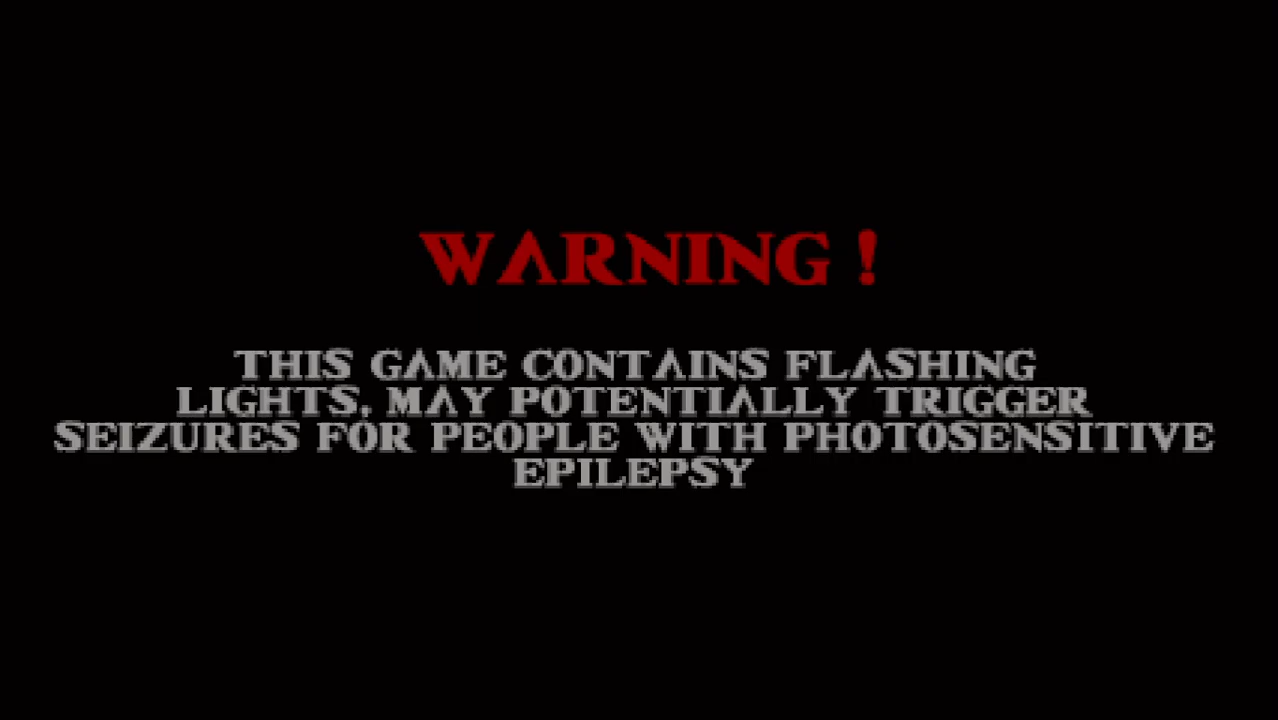 WARNING !
THIS GAME CONTAINS FLASHING
LIGHTS, MAY POTENTIALLY TRIGGER
SEIZURES FOR PEOPLE WITH PHOTOSENSITIVE
EPILEPSY